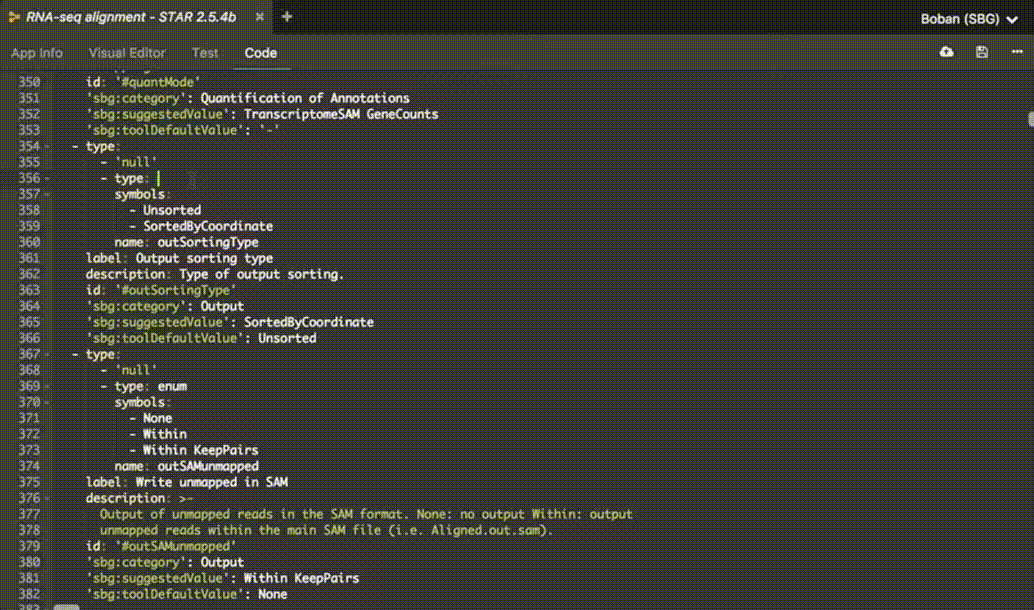 RNA-seq alignment - STAR 2.5.4b × +
Boban (SBG)
App Info Visual Editor Test Code
350 id: '#quantMode'
351 'sbg:category': Quantification of Annotations
352 'sbg:suggestedValue': TranscriptomeSAM GeneCounts
353 'sbg:toolDefaultValue': '-'
354 - type:
355 - 'null'
356 - type:
357 symbols:
358 - Unsorted
359 - SortedByCoordinate
360 name: outSortingType
361 label: Output sorting type
362 description: Type of output sorting.
363 id: '#outSortingType'
364 'sbg:category': Output
365 'sbg:suggestedValue': SortedByCoordinate
366 'sbg:toolDefaultValue': Unsorted
367 - type:
368 - 'null'
369 - type: enum
370 symbols:
371 - None
372 - Within
373 - Within KeepPairs
374 name: outSAMunmapped
375 label: Write unmapped in SAM
376 description: >-
377 Output of unmapped reads in the SAM format. None: no output Within: output
378 unmapped reads within the main SAM file (i.e. Aligned.out.sam).
379 id: '#outSAMunmapped'
380 'sbg:category': Output
381 'sbg:suggestedValue': Within KeepPairs
382 'sbg:toolDefaultValue': None